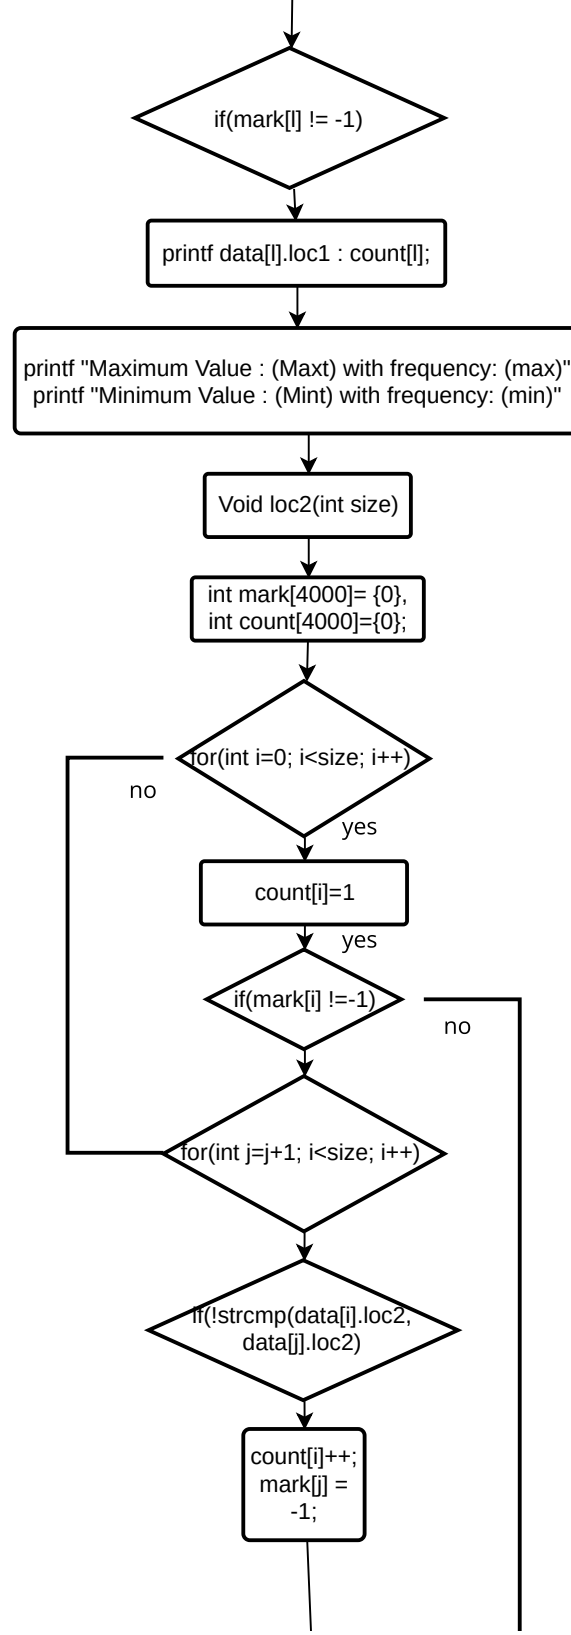 if(mark[l] != -1)
printf data[l].loc1 : count[l];
printf "Maximum Value : (Maxt) with frequency: (max)"
printf "Minimum Value : (Mint) with frequency: (min)"
Void loc2(int size)
int mark[4000]= {0},
int count[4000]={0};
for(int i=0; i<size; i++)
no
yes
count[i]=1
yes
if(mark[i] !=-1)
no
for(int j=j+1; i<size; i++)
if(!strcmp(data[i].loc2,
data[j].loc2)
count[i]++;
mark[j] =
-1;